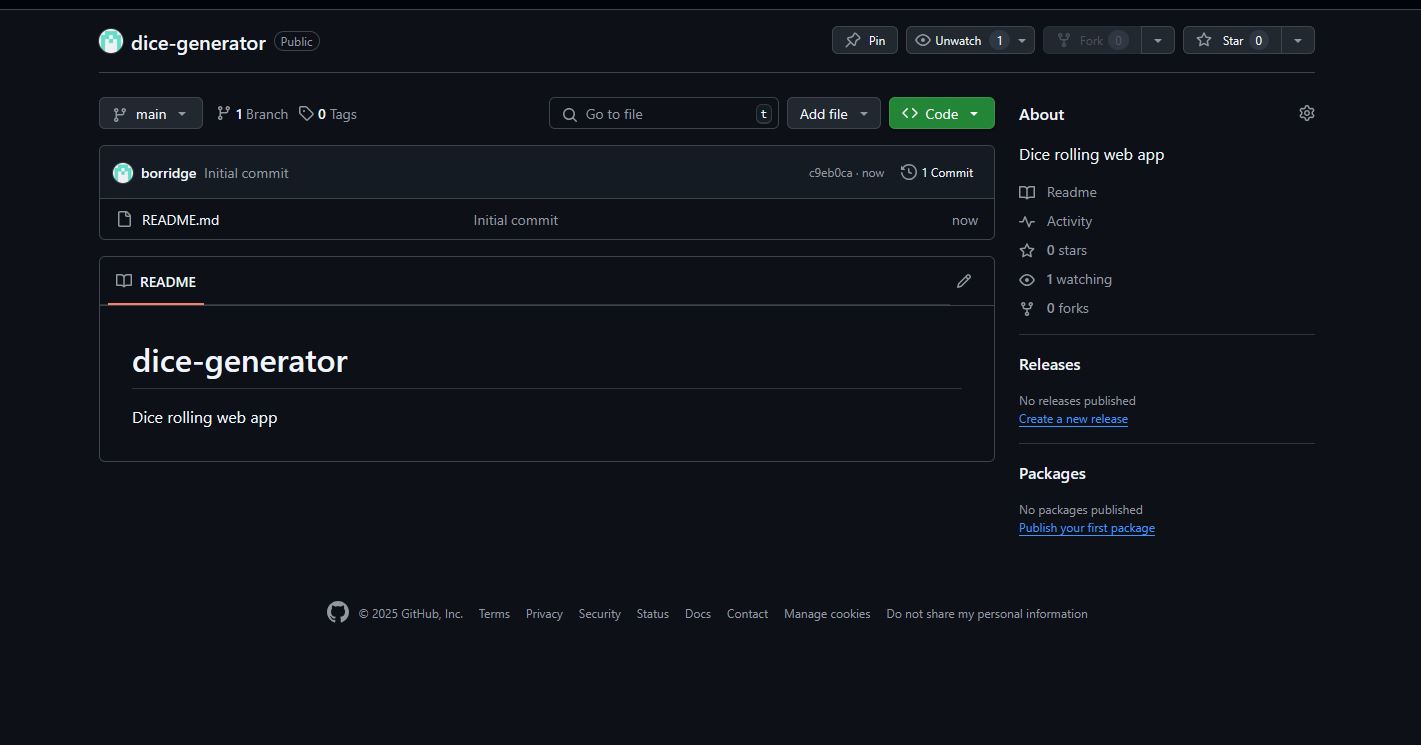 dice-generator Public Pin Unwatch 1 Fork 0 Star 0
main 1 Branch 0 Tags Go to file t Add file Code
borridge Initial commit c9eb0ca · now 1 Commit
README.md Initial commit now
README
dice-generator
Dice rolling web app
About
Dice rolling web app
Readme
Activity
0 stars
1 watching
0 forks
Releases
No releases published
Create a new release
Packages
No packages published
Publish your first package
© 2025 GitHub, Inc. Terms Privacy Security Status Docs Contact Manage cookies Do not share my personal information